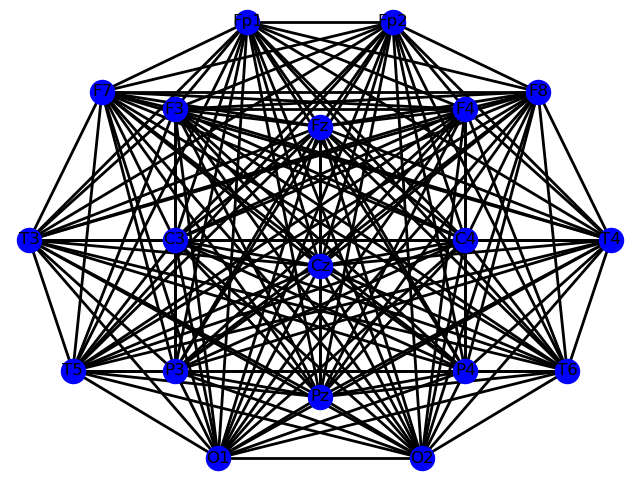 Fp1 Fp2
F7 F3 Fz F4 F8
T3 C3 Cz C4 T4
T5 P3 Pz P4 T6
O1 O2